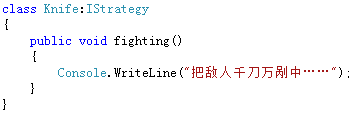 class Knife:IStrategy
{
    public void fighting()
    {
        Console.WriteLine("把敌人千刀万剐中……");
    }
}